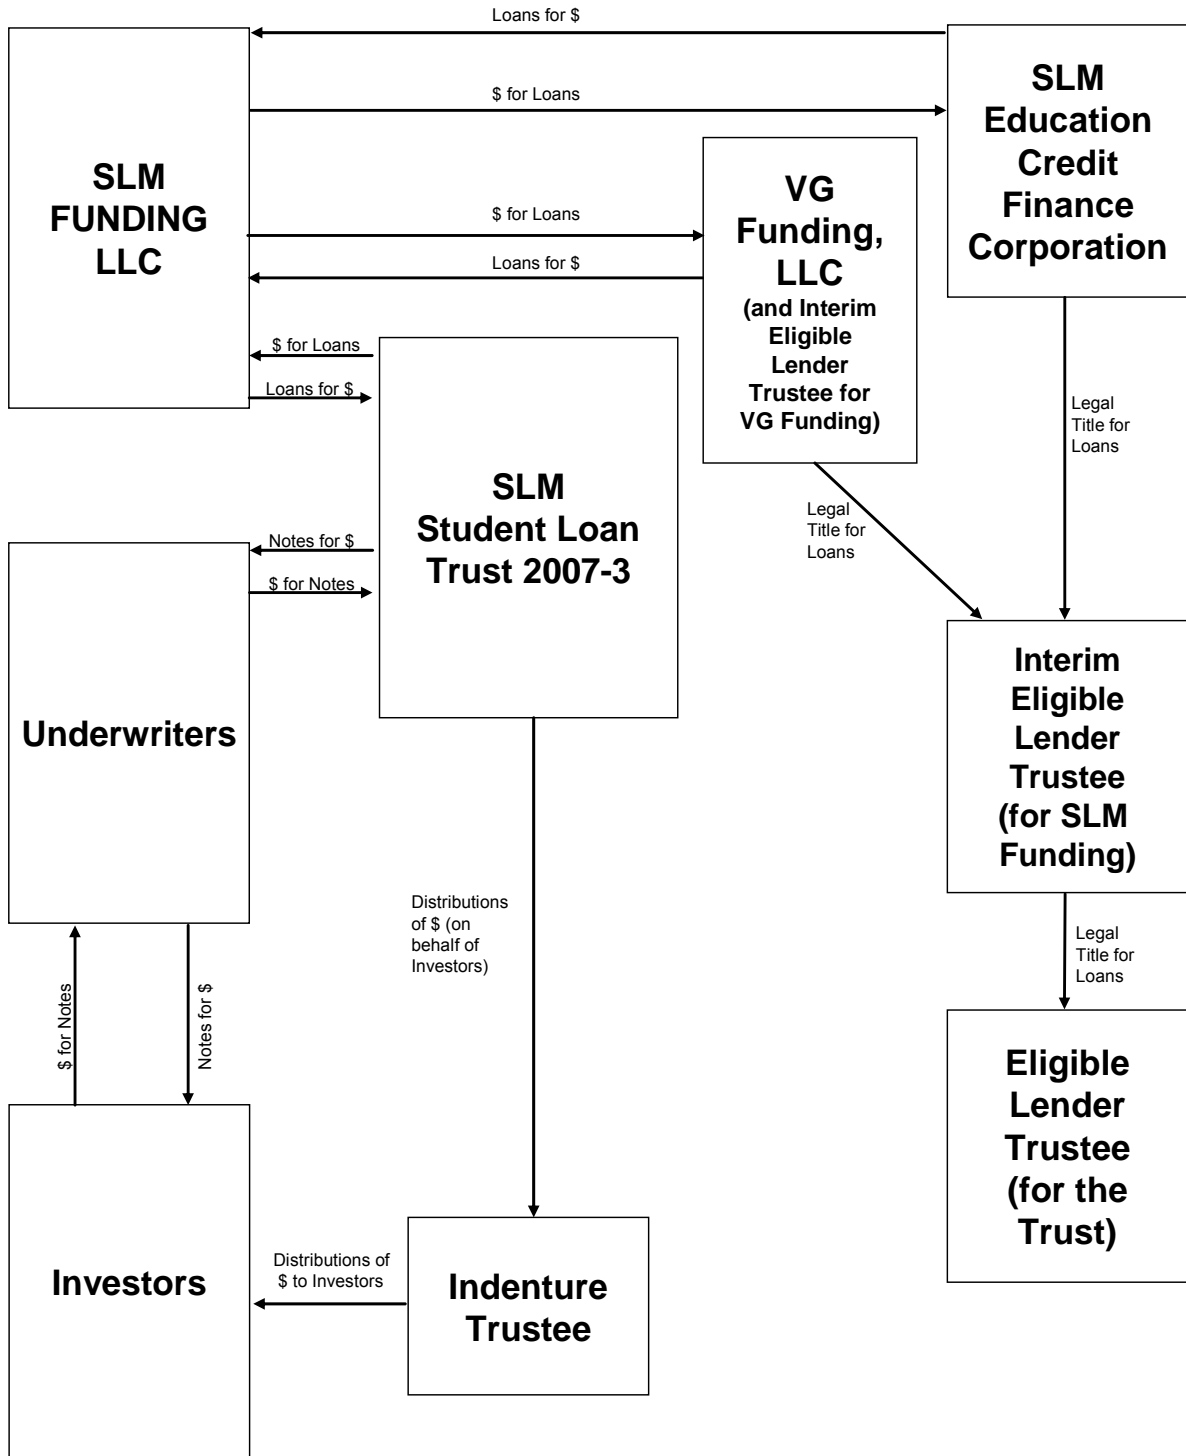 Loans for $
SLM
FUNDING
LLC
$ for Loans
SLM
Education
Credit
Finance
Corporation
$ for Loans
Loans for $
VG
Funding,
LLC
(and Interim
Eligible
Lender
Trustee for
VG Funding)
$ for Loans
Loans for $
SLM
Student Loan
Trust 2007-3
Legal
Title for
Loans
Legal
Title for
Loans
Notes for $
$ for Notes
Underwriters
Interim
Eligible
Lender
Trustee
(for SLM
Funding)
Distributions
of $ (on
behalf of
Investors)
Legal
Title for
Loans
$ for Notes
Notes for $
Eligible
Lender
Trustee
(for the
Trust)
Investors
Distributions of
$ to Investors
Indenture
Trustee